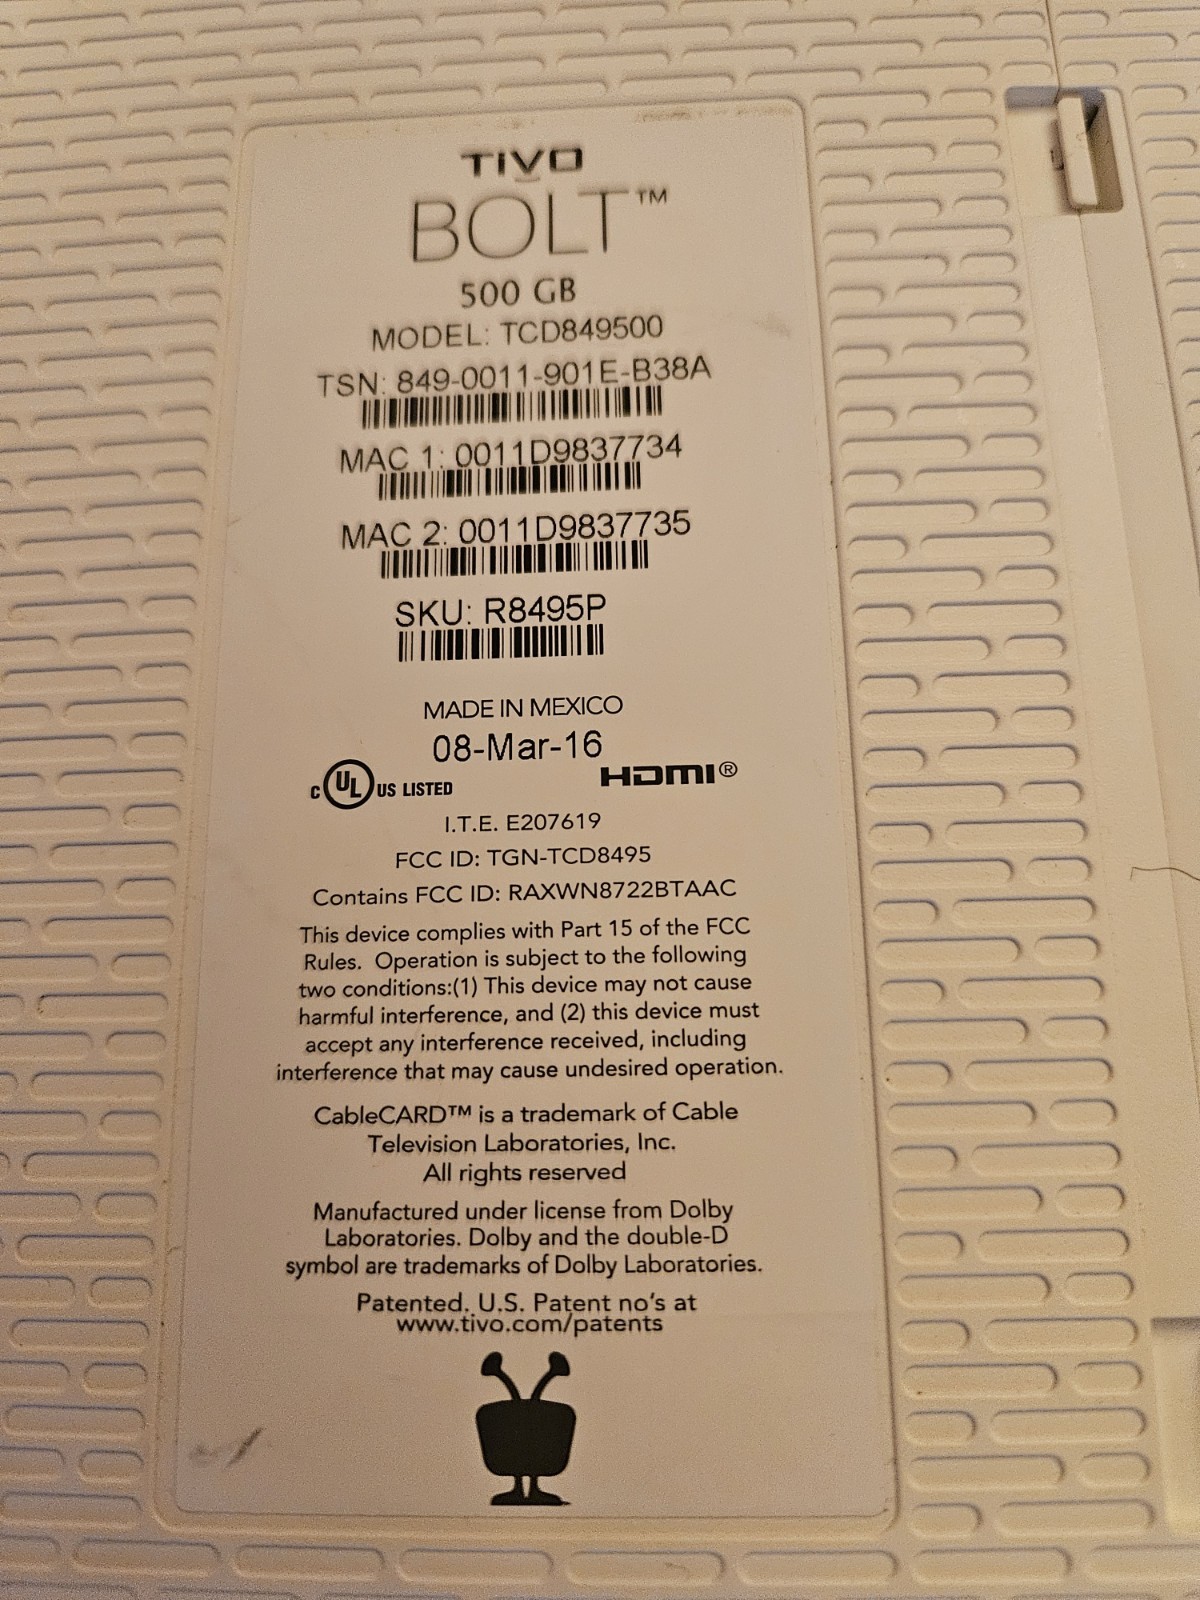 TiVo
BOLT™
500 GB
MODEL: TCD849500
TSN: 849-0011-901E-B38A
MAC 1: 0011D9837734
MAC 2: 0011D9837735
SKU: R8495P
MADE IN MEXICO
08-Mar-16
c UL US LISTED HDMI®
I.T.E. E207619
FCC ID: TGN-TCD8495
Contains FCC ID: RAXWN8722BTAAC
This device complies with Part 15 of the FCC
Rules. Operation is subject to the following
two conditions:(1) This device may not cause
harmful interference, and (2) this device must
accept any interference received, including
interference that may cause undesired operation.
CableCARD™ is a trademark of Cable
Television Laboratories, Inc.
All rights reserved
Manufactured under license from Dolby
Laboratories. Dolby and the double-D
symbol are trademarks of Dolby Laboratories.
Patented. U.S. Patent no's at
www.tivo.com/patents